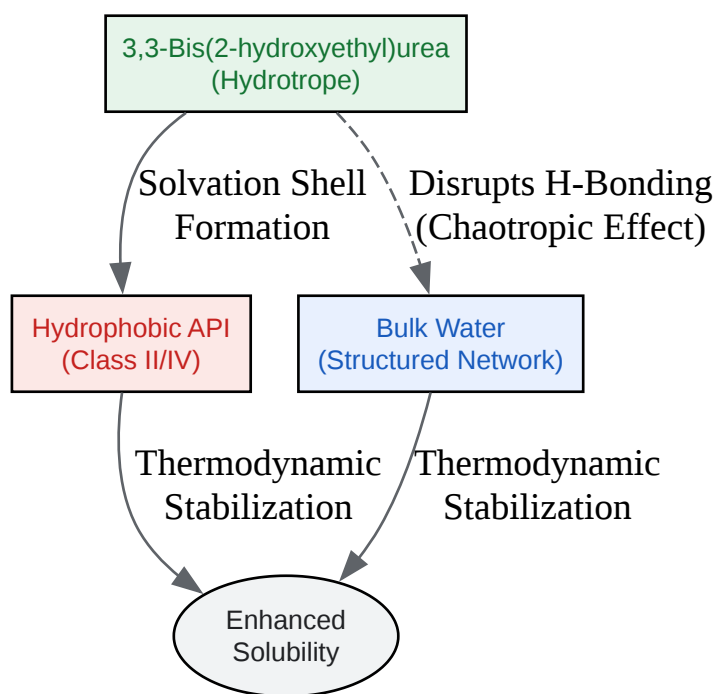 3,3-Bis(2-hydroxyethyl)urea
(Hydrotrope)
Solvation Shell
Formation
Disrupts H-Bonding
(Chaotropic Effect)
Hydrophobic API
(Class II/IV)
Bulk Water
(Structured Network)
Thermodynamic
Stabilization
Thermodynamic
Stabilization
Enhanced
Solubility